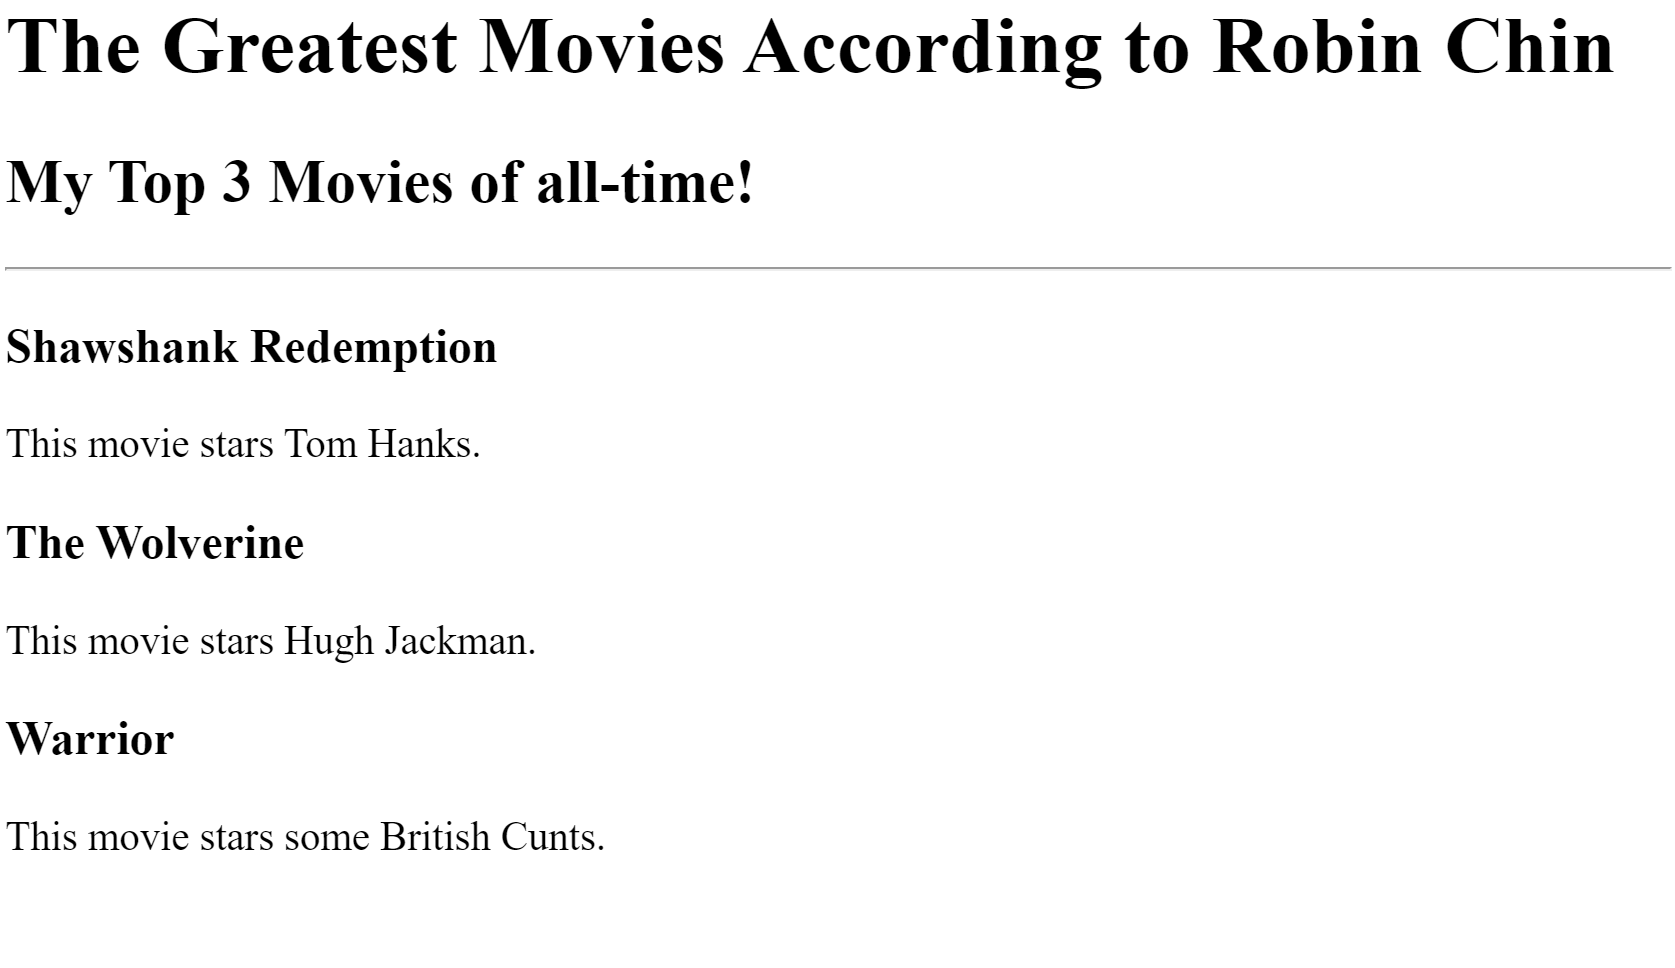 The Greatest Movies According to Robin Chin
My Top 3 Movies of all-time!
Shawshank Redemption
This movie stars Tom Hanks.
The Wolverine
This movie stars Hugh Jackman.
Warrior
This movie stars some British Cunts.